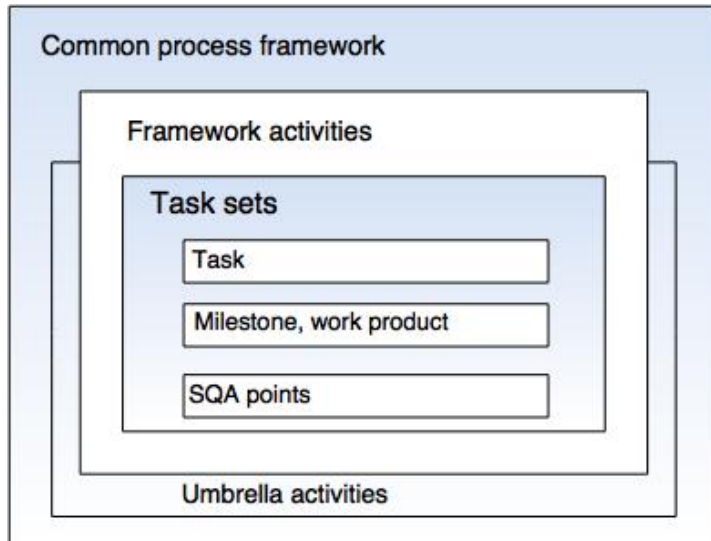 Common process framework
Framework activities
Task sets
Task
Milestone, work product
SQA points
Umbrella activities